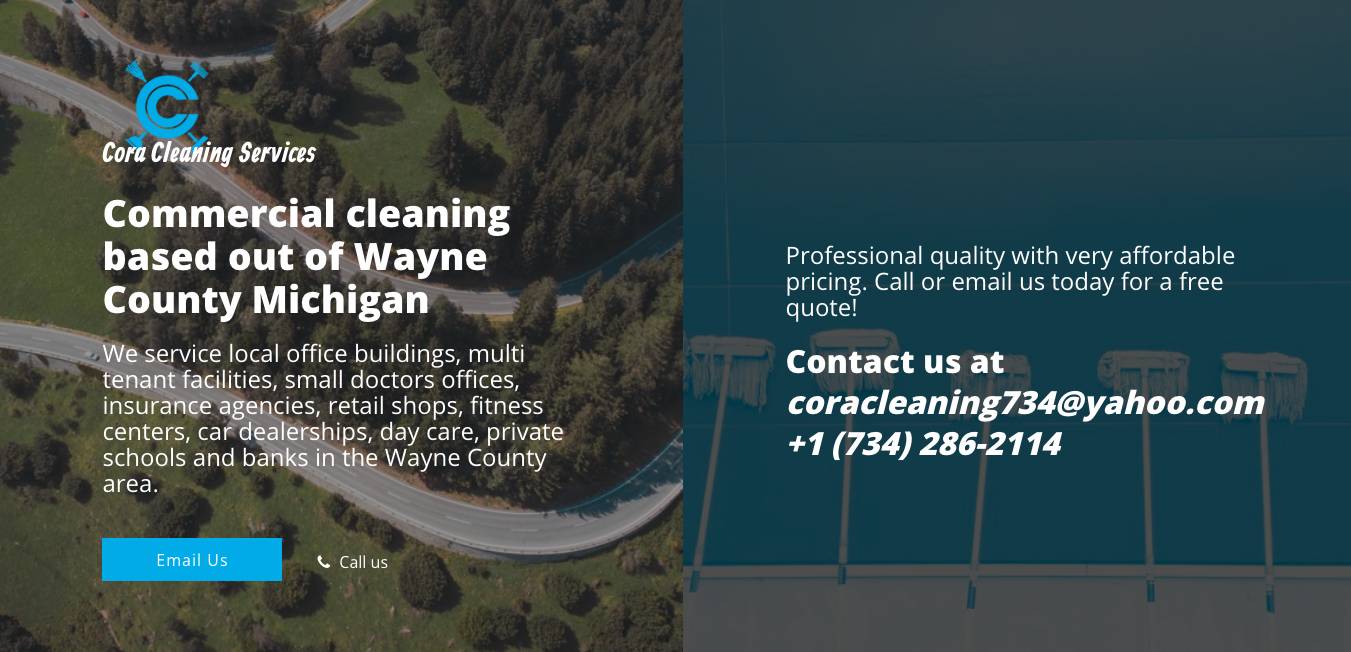 Cora Cleaning Services
Commercial cleaning
based out of Wayne
County Michigan
We service local office buildings, multi
tenant facilities, small doctors offices,
insurance agencies, retail shops, fitness
centers, car dealerships, day care, private
schools and banks in the Wayne County
area.
Email Us
Call us
Professional quality with very affordable
pricing. Call or email us today for a free
quote!
Contact us at
coracleaning734@yahoo.com
+1 (734) 286-2114